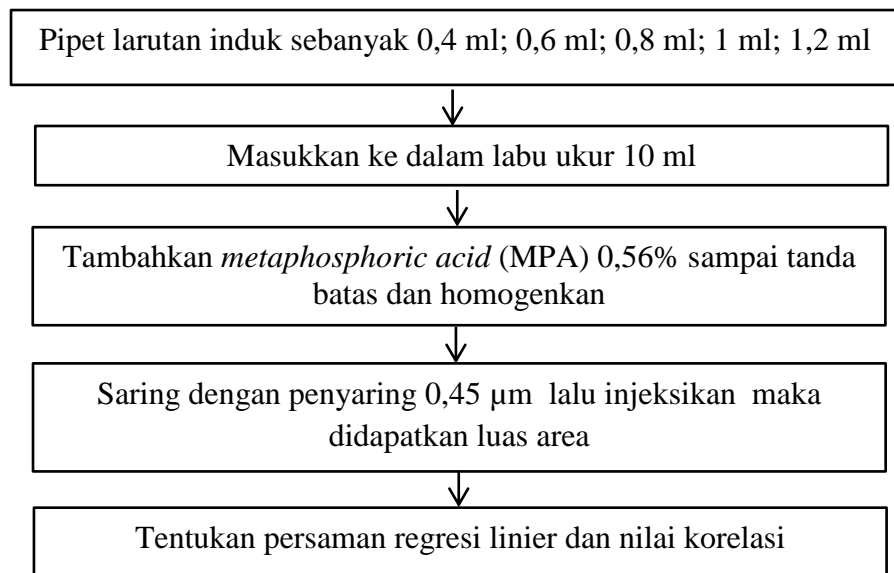 Pipet larutan induk sebanyak 0,4 ml; 0,6 ml; 0,8 ml; 1 ml; 1,2 ml
Masukkan ke dalam labu ukur 10 ml
Tambahkan metaphosphoric acid (MPA) 0,56% sampai tanda
batas dan homogenkan
Saring dengan penyaring 0,45 µm lalu injeksikan maka
didapatkan luas area
Tentukan persaman regresi linier dan nilai korelasi